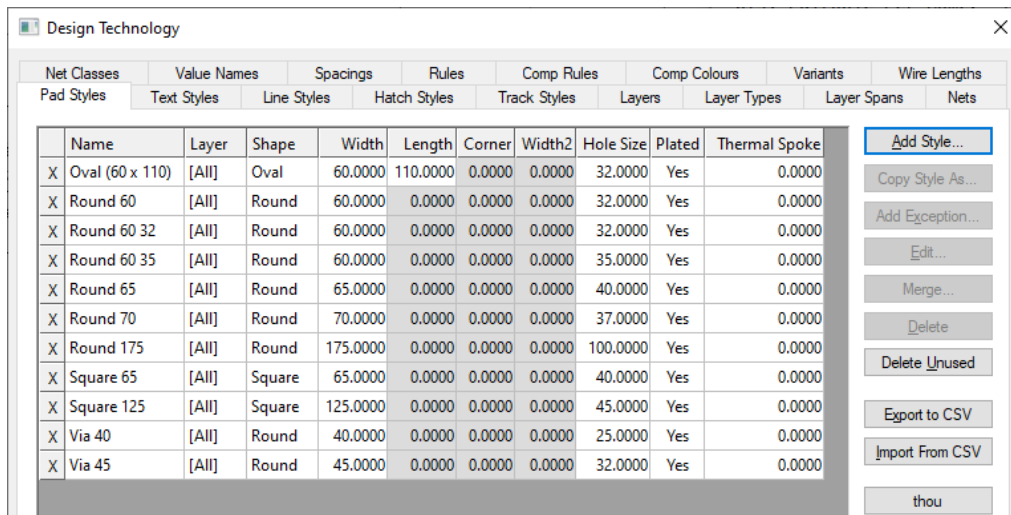 Design Technology
Net Classes Value Names Spacings Rules Comp Rules Comp Colours Variants Wire Lengths
Pad Styles Text Styles Line Styles Hatch Styles Track Styles Layers Layer Types Layer Spans Nets
Name Layer Shape Width Length Corner Width2 Hole Size Plated Thermal Spoke
X Oval (60 x 110) [All] Oval 60.0000 110.0000 0.0000 0.0000 32.0000 Yes 0.0000
X Round 60 [All] Round 60.0000 0.0000 0.0000 0.0000 32.0000 Yes 0.0000
X Round 60 32 [All] Round 60.0000 0.0000 0.0000 0.0000 32.0000 Yes 0.0000
X Round 60 35 [All] Round 60.0000 0.0000 0.0000 0.0000 35.0000 Yes 0.0000
X Round 65 [All] Round 65.0000 0.0000 0.0000 0.0000 40.0000 Yes 0.0000
X Round 70 [All] Round 70.0000 0.0000 0.0000 0.0000 37.0000 Yes 0.0000
X Round 175 [All] Round 175.0000 0.0000 0.0000 0.0000 100.0000 Yes 0.0000
X Square 65 [All] Square 65.0000 0.0000 0.0000 0.0000 40.0000 Yes 0.0000
X Square 125 [All] Square 125.0000 0.0000 0.0000 0.0000 45.0000 Yes 0.0000
X Via 40 [All] Round 40.0000 0.0000 0.0000 0.0000 25.0000 Yes 0.0000
X Via 45 [All] Round 45.0000 0.0000 0.0000 0.0000 32.0000 Yes 0.0000
Add Style...
Copy Style As...
Add Exception...
Edit...
Merge...
Delete
Delete Unused
Export to CSV
Import From CSV
thou